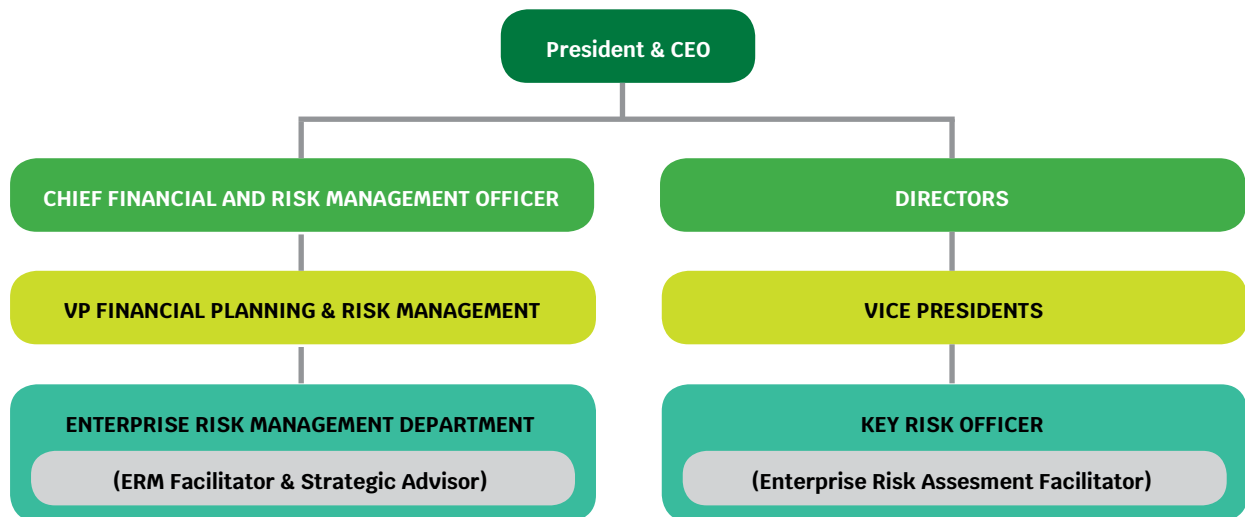 President & CEO
CHIEF FINANCIAL AND RISK MANAGEMENT OFFICER
DIRECTORS
VP FINANCIAL PLANNING & RISK MANAGEMENT
VICE PRESIDENTS
ENTERPRISE RISK MANAGEMENT DEPARTMENT
(ERM Facilitator & Strategic Advisor)
KEY RISK OFFICER
(Enterprise Risk Assesment Facilitator)